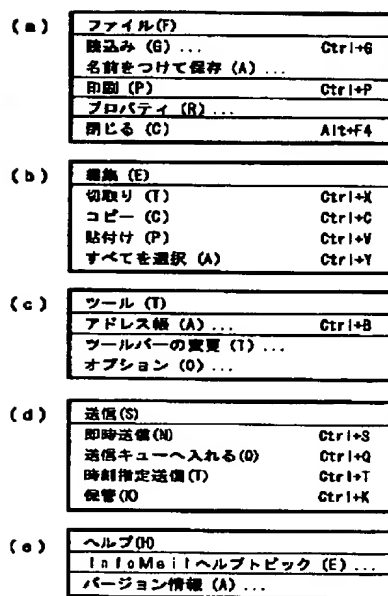 (a) ファイル(F)
読込み (G) ... Ctrl+G
名前をつけて保存 (A) ...
印刷 (P) Ctrl+P
プロパティ (R) ...
閉じる (C) Alt+F4
(b) 編集 (E)
切取り (T) Ctrl+X
コピー (C) Ctrl+C
貼付け (P) Ctrl+V
すべてを選択 (A) Ctrl+Y
(c) ツール (T)
アドレス帳 (A) ... Ctrl+B
ツールバーの変更 (T) ...
オプション (O) ...
(d) 送信(S)
即時送信(N) Ctrl+S
送信キューへ入れる(Q) Ctrl+Q
時刻指定送信(T) Ctrl+T
保管(K) Ctrl+K
(e) ヘルプ(H)
InfoMailヘルプトピック (E) ...
バージョン情報 (A) ...